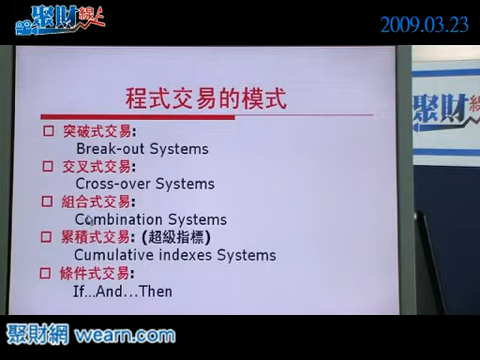 聚財線上
2009.03.23
程式交易的模式
聚財線
突破式交易:
Break-out Systems
交叉式交易:
Cross-over Systems
組合式交易:
Combination Systems
累積式交易: (超級指標)
Cumulative indexes Systems
條件式交易:
If...And...Then
聚財網 wearn.com